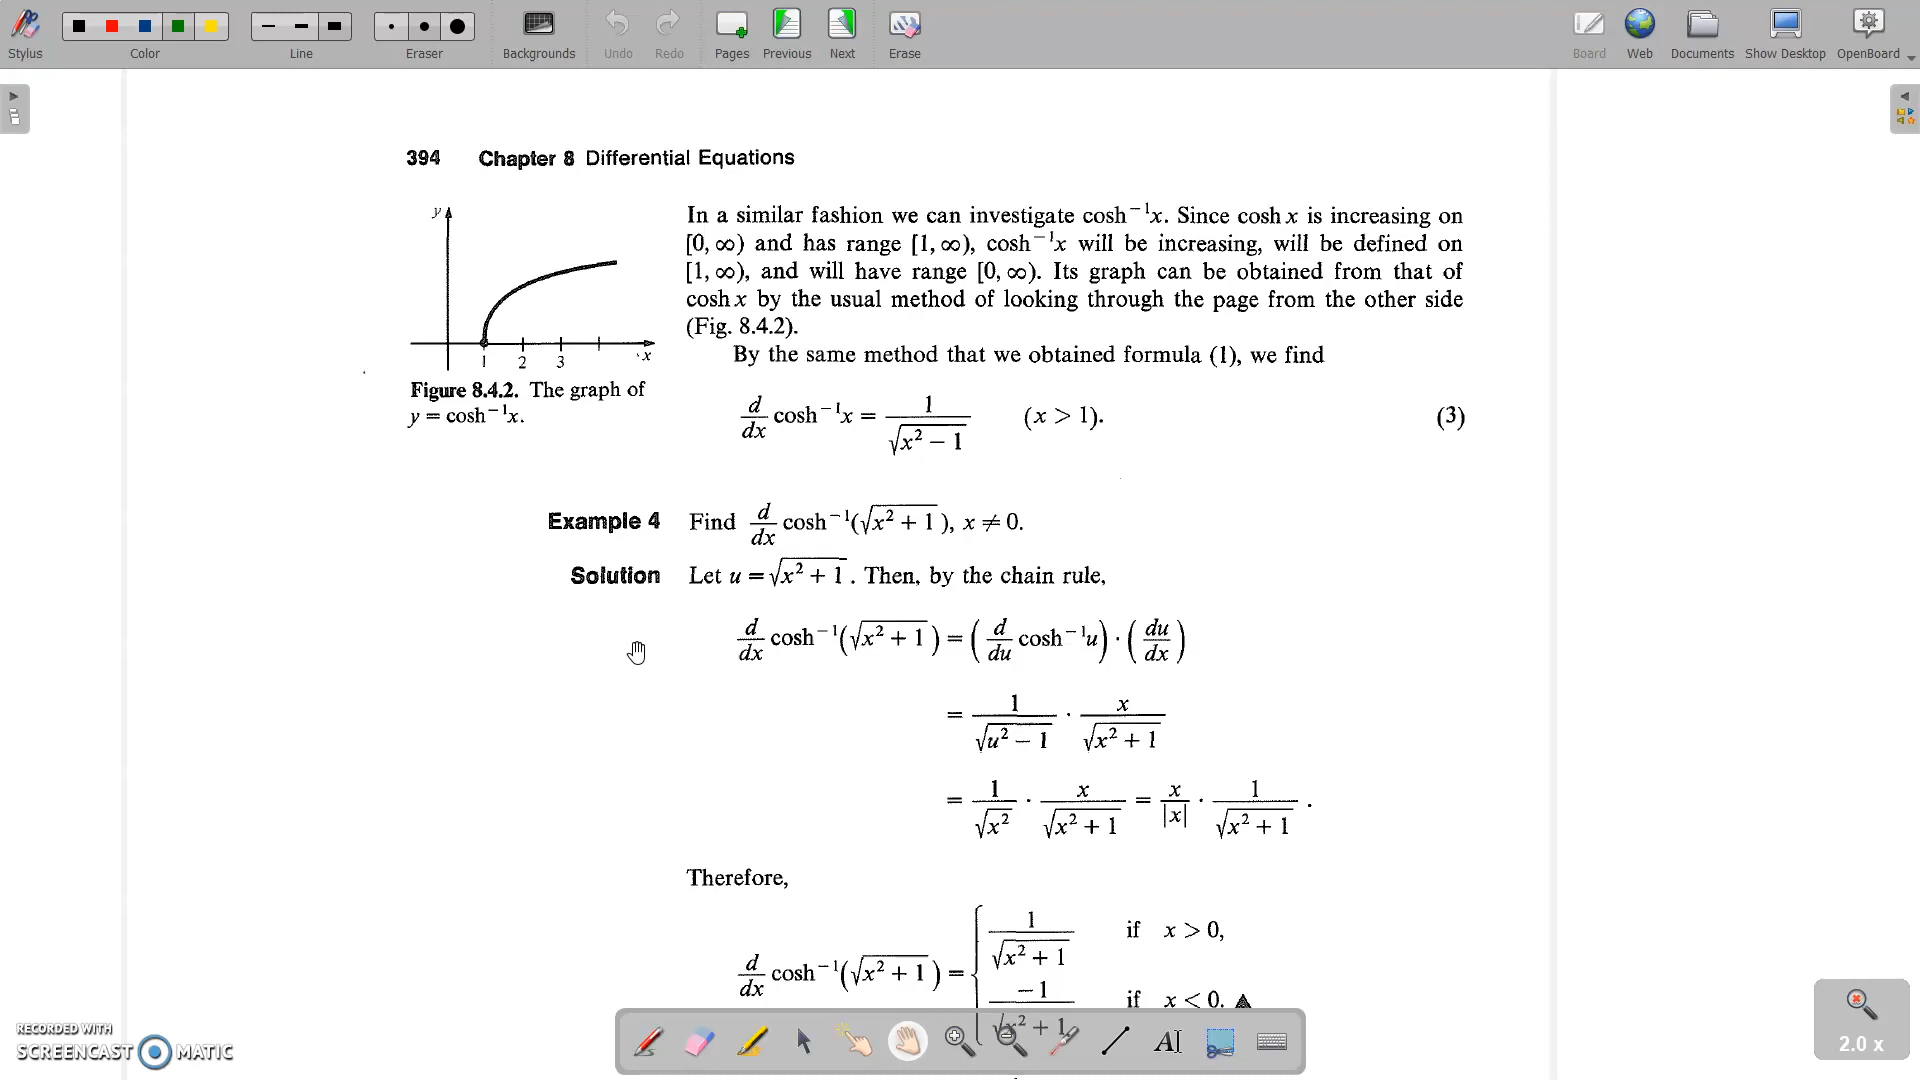 Stylus Color Line Eraser Backgrounds Undo Redo Pages Previous Next Erase Board Web Documents Show Desktop OpenBoard
394 Chapter 8 Differential Equations
y
1 2 3 x
Figure 8.4.2. The graph of
y = cosh⁻¹x.
In a similar fashion we can investigate cosh⁻¹x. Since cosh x is increasing on
[0, ∞) and has range [1, ∞), cosh⁻¹x will be increasing, will be defined on
[1, ∞), and will have range [0, ∞). Its graph can be obtained from that of
cosh x by the usual method of looking through the page from the other side
(Fig. 8.4.2).
By the same method that we obtained formula (1), we find
d/dx cosh⁻¹x = 1/√(x² − 1) (x > 1). (3)
Example 4 Find d/dx cosh⁻¹(√(x² + 1)), x ≠ 0.
Solution Let u = √(x² + 1). Then, by the chain rule,
d/dx cosh⁻¹(√(x² + 1)) = (d/du cosh⁻¹u) · (du/dx)
= 1/√(u² − 1) · x/√(x² + 1)
= 1/√(x²) · x/√(x² + 1) = x/|x| · 1/√(x² + 1).
Therefore,
d/dx cosh⁻¹(√(x² + 1)) = { 1/√(x² + 1) if x > 0,
−1/√(x² + 1) if x < 0. ▲
RECORDED WITH
SCREENCAST O MATIC
AI
2.0 x